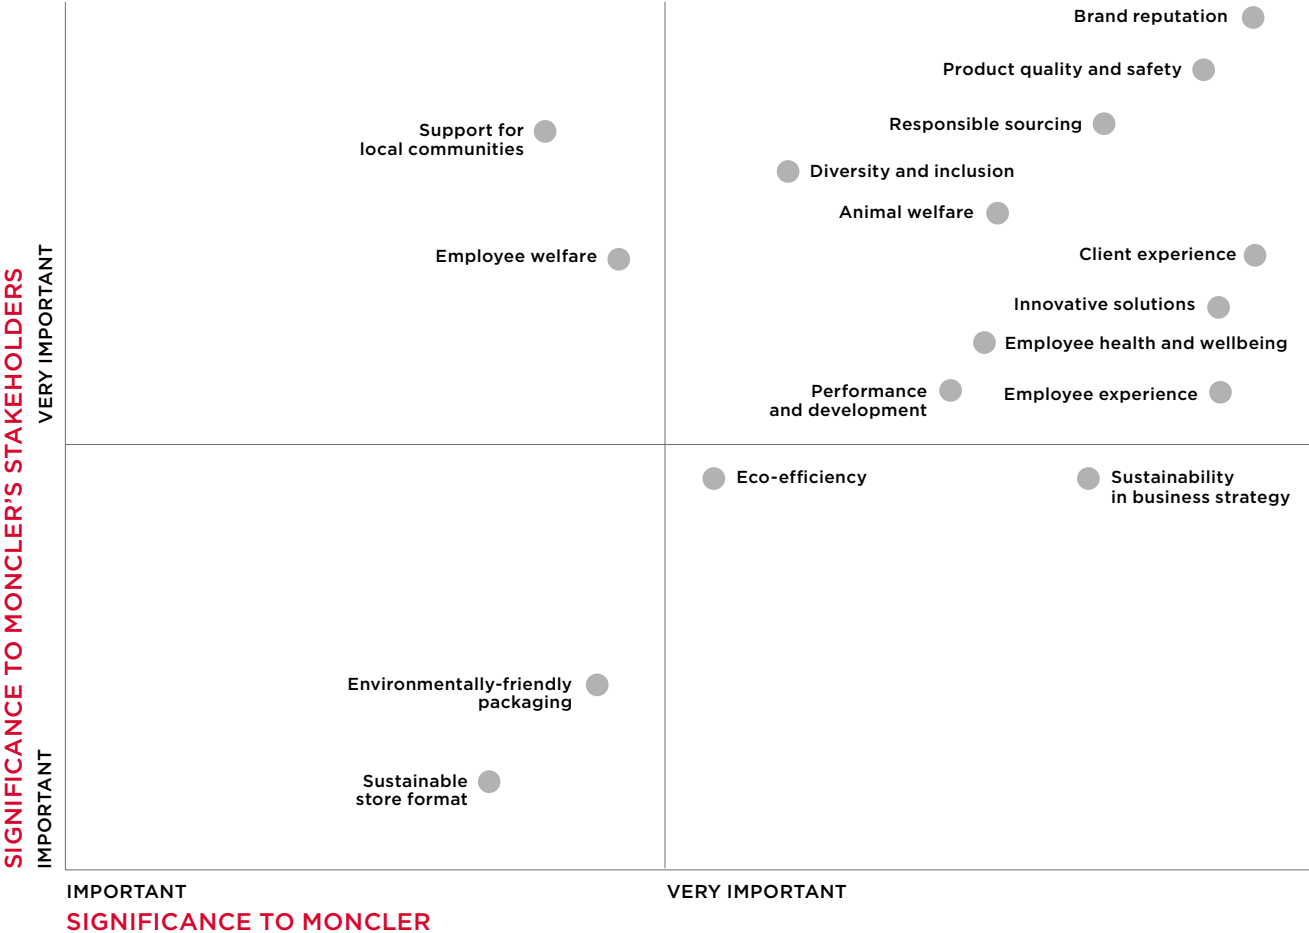 Brand reputation
Product quality and safety
Responsible sourcing
Support for
local communities
Diversity and inclusion
Animal welfare
Employee welfare
Client experience
Innovative solutions
Employee health and wellbeing
Performance
and development
Employee experience
Eco-efficiency
Sustainability
in business strategy
Environmentally-friendly
packaging
Sustainable
store format
SIGNIFICANCE TO MONCLER'S STAKEHOLDERS
VERY IMPORTANT
IMPORTANT
IMPORTANT
VERY IMPORTANT
SIGNIFICANCE TO MONCLER